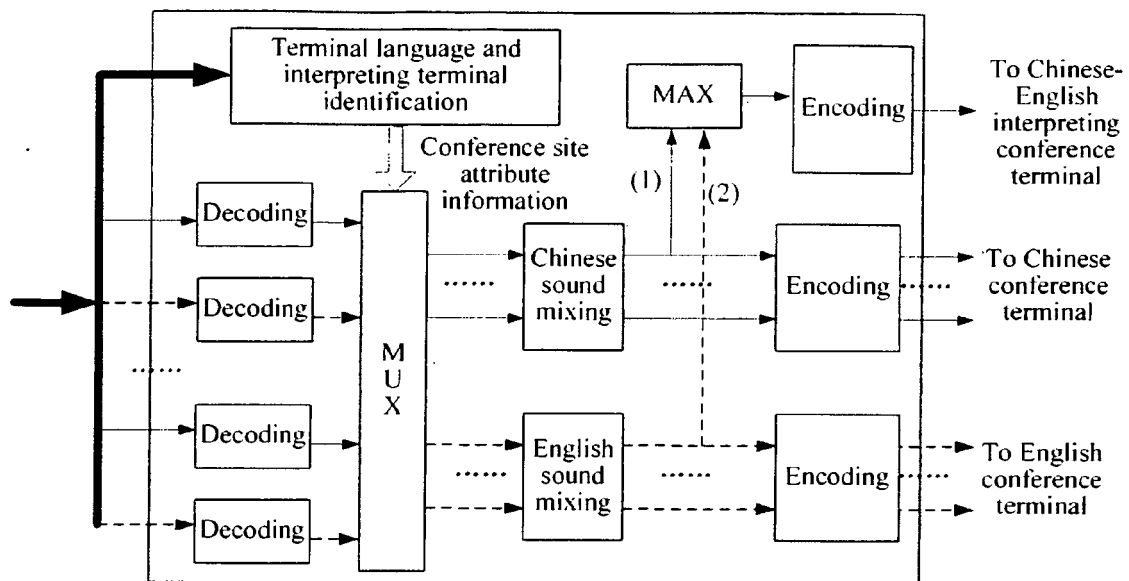 Terminal language and
interpreting terminal
identification
MAX
Encoding
To Chinese-
English
interpreting
conference
terminal
Conference site
attribute
information
(1)
(2)
Decoding
Decoding
......
Decoding
Decoding
M
U
X
......
Chinese
sound
mixing
......
Encoding
......
To Chinese
conference
terminal
......
English
sound
mixing
......
Encoding
......
To English
conference
terminal